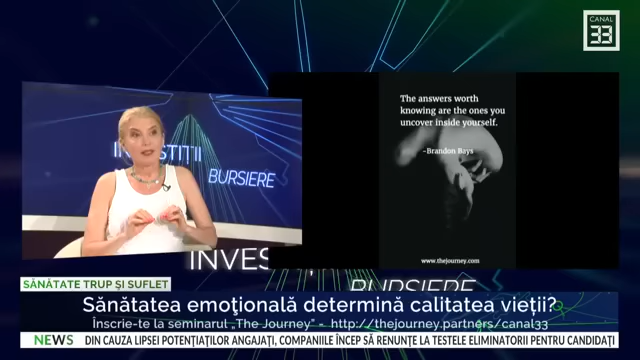 CANAL
33
The answers worth
knowing are the ones you
uncover inside yourself.
~Brandon Bays
www.thejourney.com
INVESTIȚII
BURSIERE
INVES
BURSIERE
SĂNĂTATE TRUP ȘI SUFLET
Sănătatea emoţională determină calitatea vieţii?
Înscrie-te la seminarul „The Journey” - http://thejourney.partners/canal33
NEWS DIN CAUZA LIPSEI POTENȚIAȚILOR ANGAJAȚI, COMPANIILE ÎNCEP SĂ RENUNȚE LA TESTELE ELIMINATORII PENTRU CANDIDAȚI